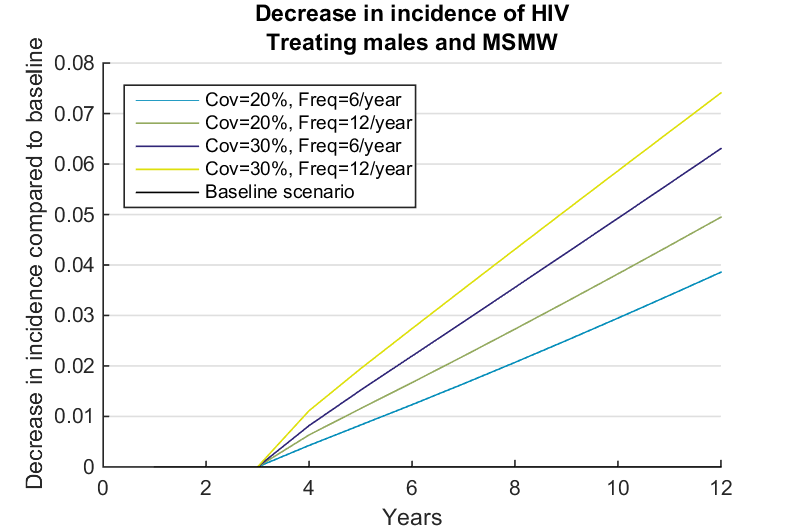 Decrease in incidence of HIV
Treating males and MSMW
Decrease in incidence compared to baseline
0.08
0.07
0.06
0.05
0.04
0.03
0.02
0.01
0
Cov=20%, Freq=6/year
Cov=20%, Freq=12/year
Cov=30%, Freq=6/year
Cov=30%, Freq=12/year
Baseline scenario
0 2 4 6 8 10 12
Years